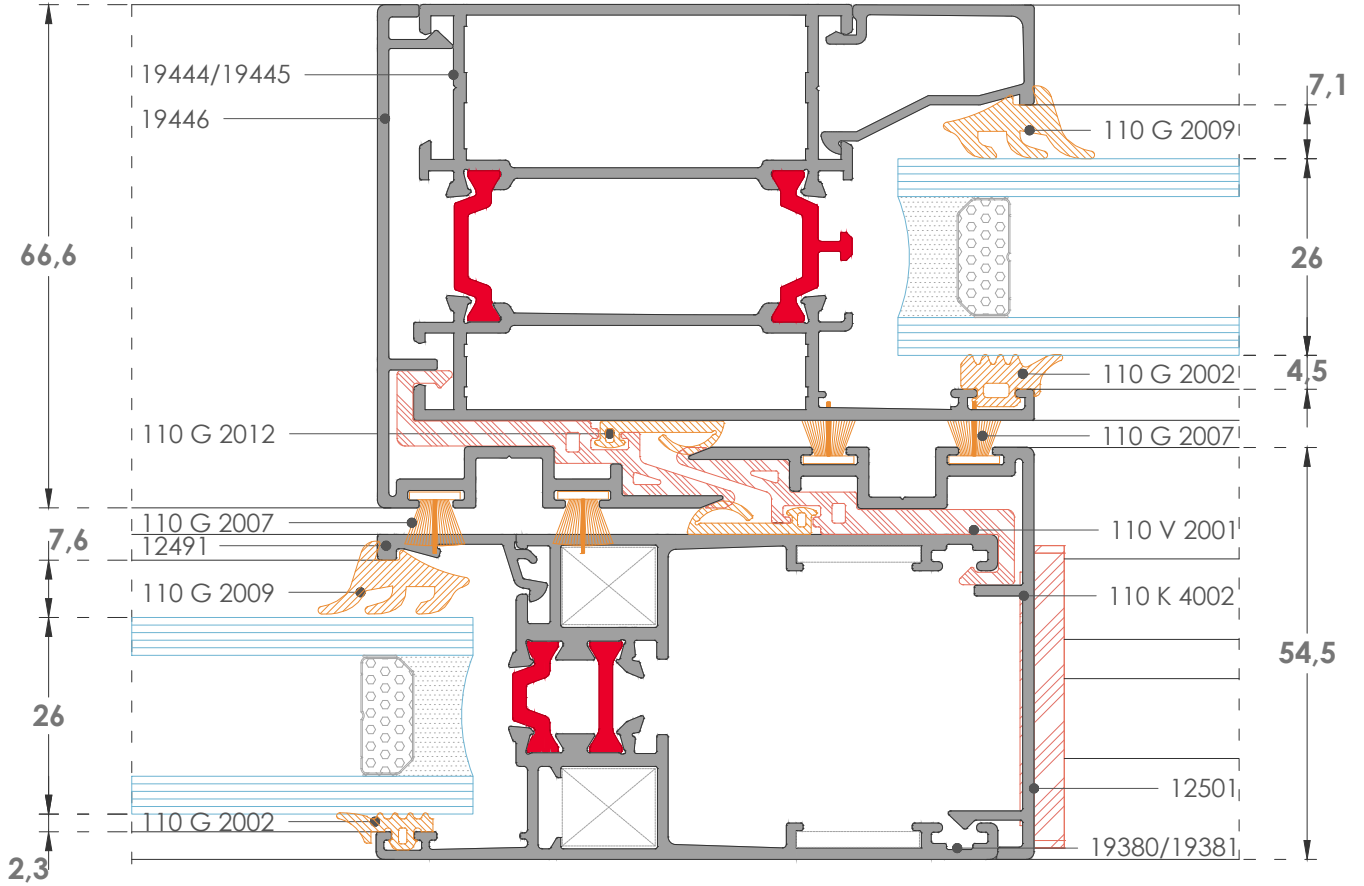 7,1
19444/19445
19446
110 G 2009
66,6
26
110 G 2002
4,5
110 G 2012
110 G 2007
110 G 2007
7,6
12491
110 V 2001
110 G 2009
110 K 4002
54,5
26
12501
110 G 2002
19380/19381
2,3